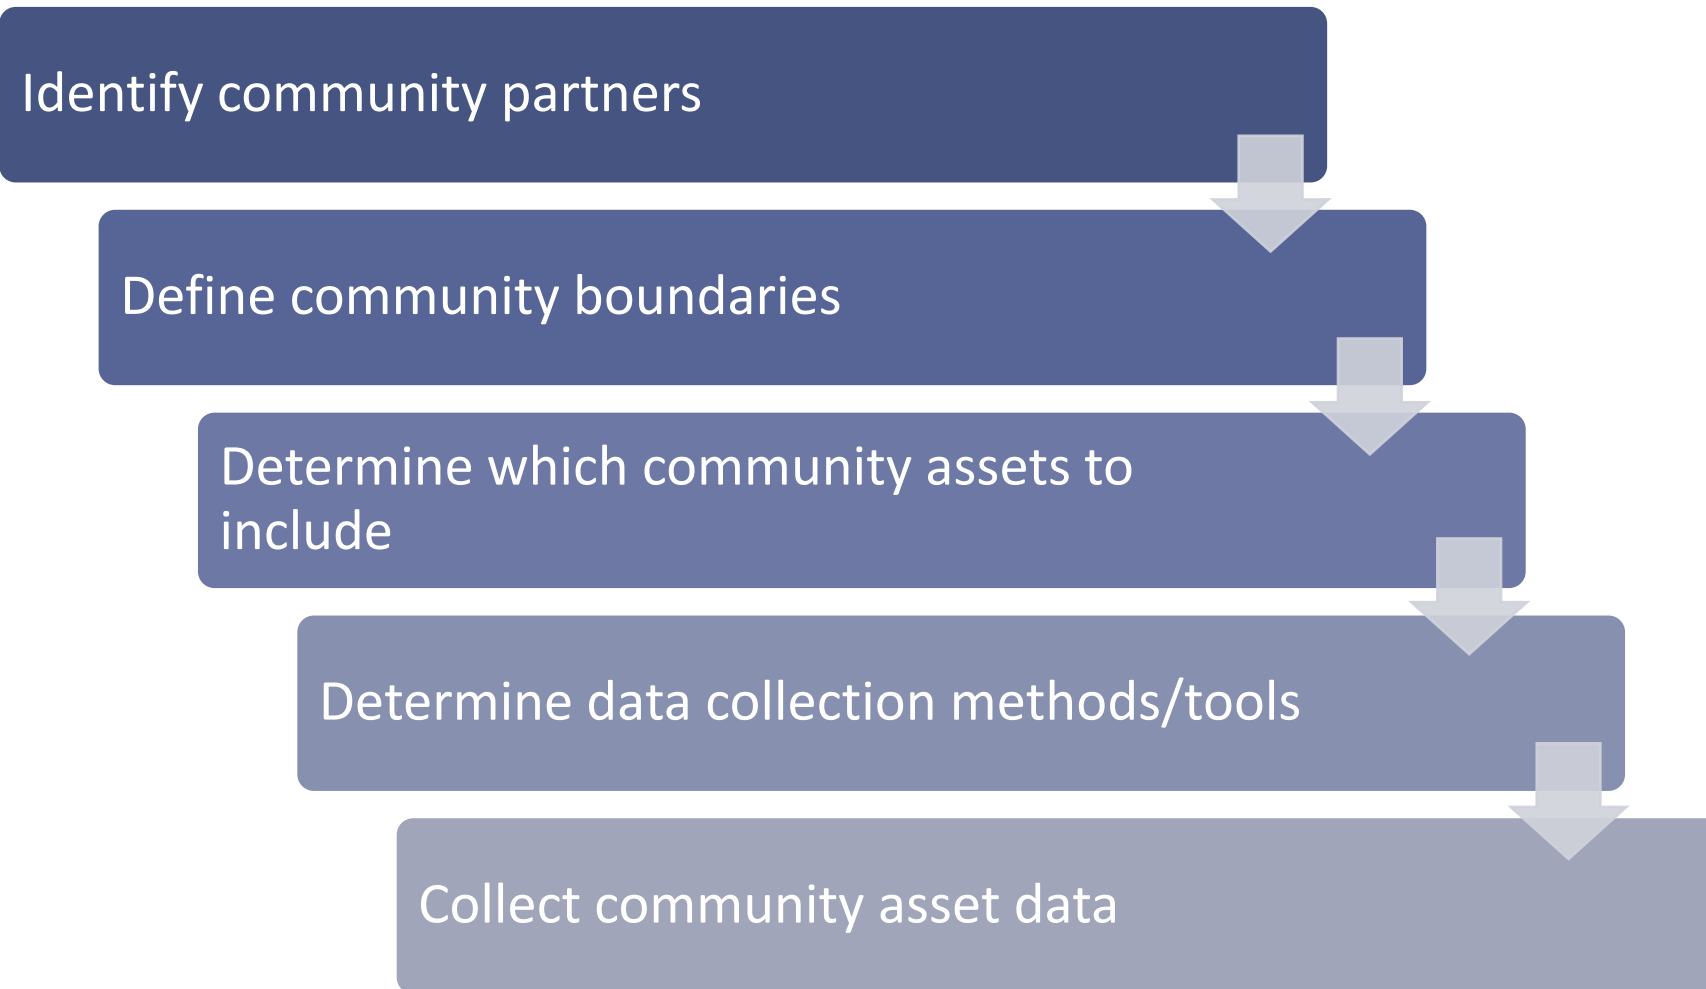 Identify community partners
Define community boundaries
Determine which community assets to
include
Determine data collection methods/tools
Collect community asset data